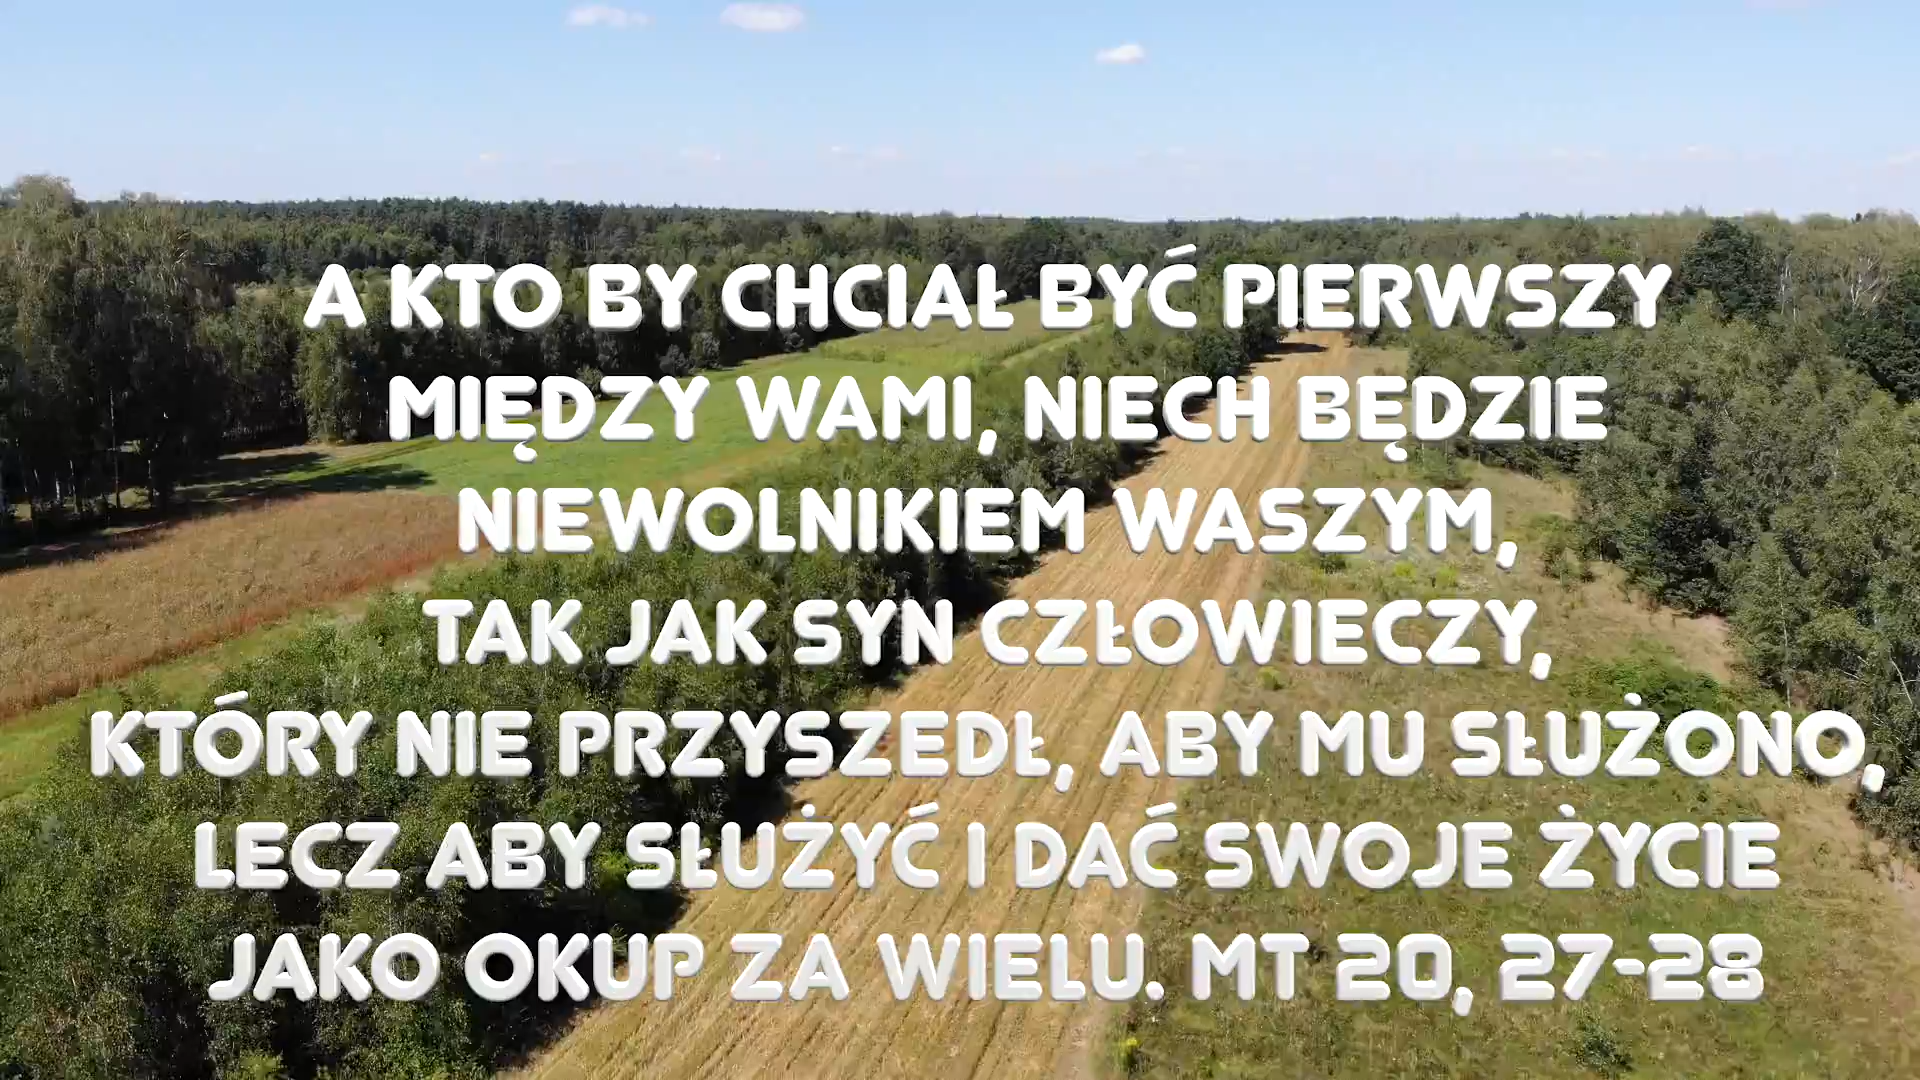 A KTO BY CHCIAŁ BYĆ PIERWSZY
MIĘDZY WAMI, NIECH BĘDZIE
NIEWOLNIKIEM WASZYM,
TAK JAK SYN CZŁOWIECZY,
KTÓRY NIE PRZYSZEDŁ, ABY MU SŁUŻONO,
LECZ ABY SŁUŻYĆ I DAĆ SWOJE ŻYCIE
JAKO OKUP ZA WIELU. MT 20, 27-28